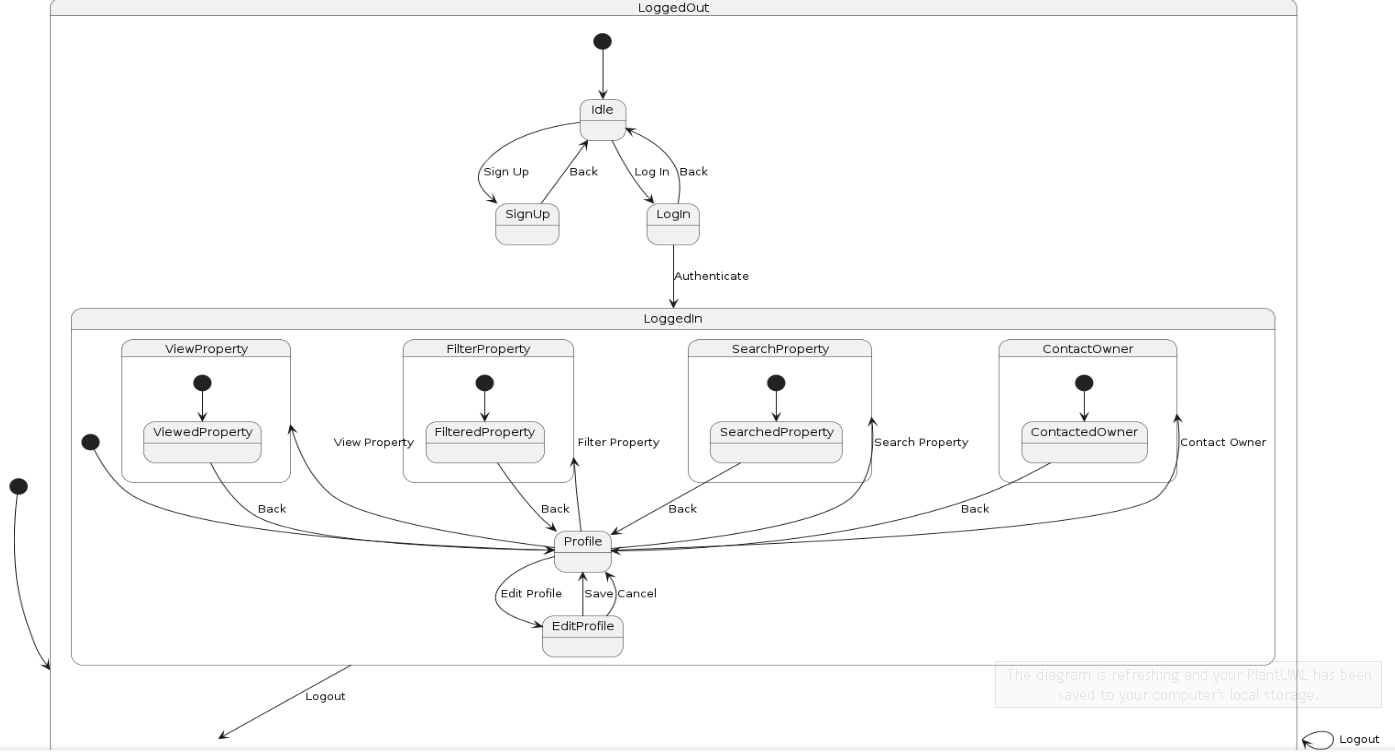 LoggedOut
Idle
Sign Up
Back
Log In
Back
SignUp
LogIn
Authenticate
LoggedIn
ViewProperty
FilterProperty
SearchProperty
ContactOwner
ViewedProperty
FilteredProperty
SearchedProperty
ContactedOwner
View Property
Filter Property
Search Property
Contact Owner
Back
Back
Back
Back
Profile
Edit Profile
Save
Cancel
EditProfile
The diagram is refreshing and your PlantUML has been
saved to your computer's local storage.
Logout
Logout